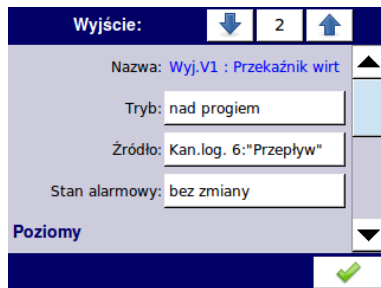 Wyjście: 2
Nazwa: Wyj.V1 : Przekaźnik wirt
Tryb: nad progiem
Źródło: Kan.log. 6:"Przepływ"
Stan alarmowy: bez zmiany
Poziomy